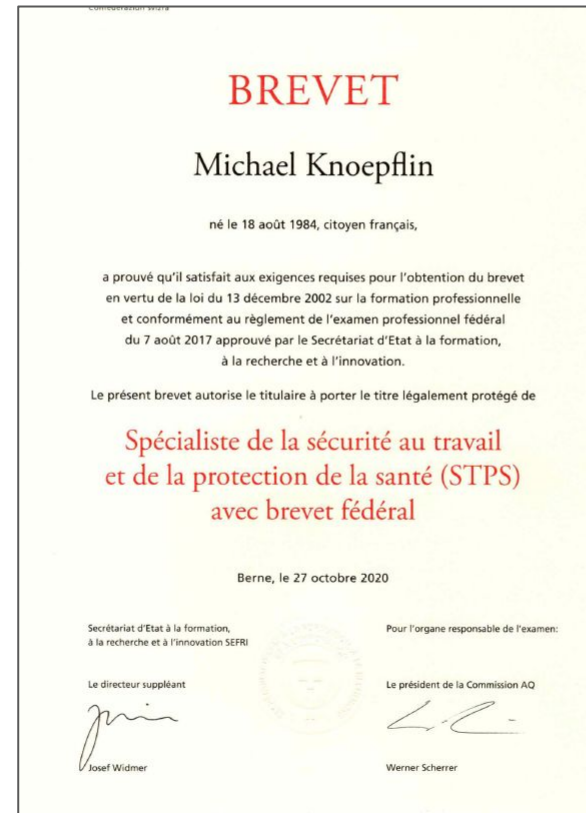 Confederaziun svizra
BREVET
Michael Knoepflin
né le 18 août 1984, citoyen français,
a prouvé qu'il satisfait aux exigences requises pour l'obtention du brevet
en vertu de la loi du 13 décembre 2002 sur la formation professionnelle
et conformément au règlement de l'examen professionnel fédéral
du 7 août 2017 approuvé par le Secrétariat d'Etat à la formation,
à la recherche et à l'innovation.
Le présent brevet autorise le titulaire à porter le titre légalement protégé de
Spécialiste de la sécurité au travail
et de la protection de la santé (STPS)
avec brevet fédéral
Berne, le 27 octobre 2020
Secrétariat d'Etat à la formation,
à la recherche et à l'innovation SEFRI
Pour l'organe responsable de l'examen:
Le directeur suppléant
Le président de la Commission AQ
Josef Widmer
Werner Scherrer